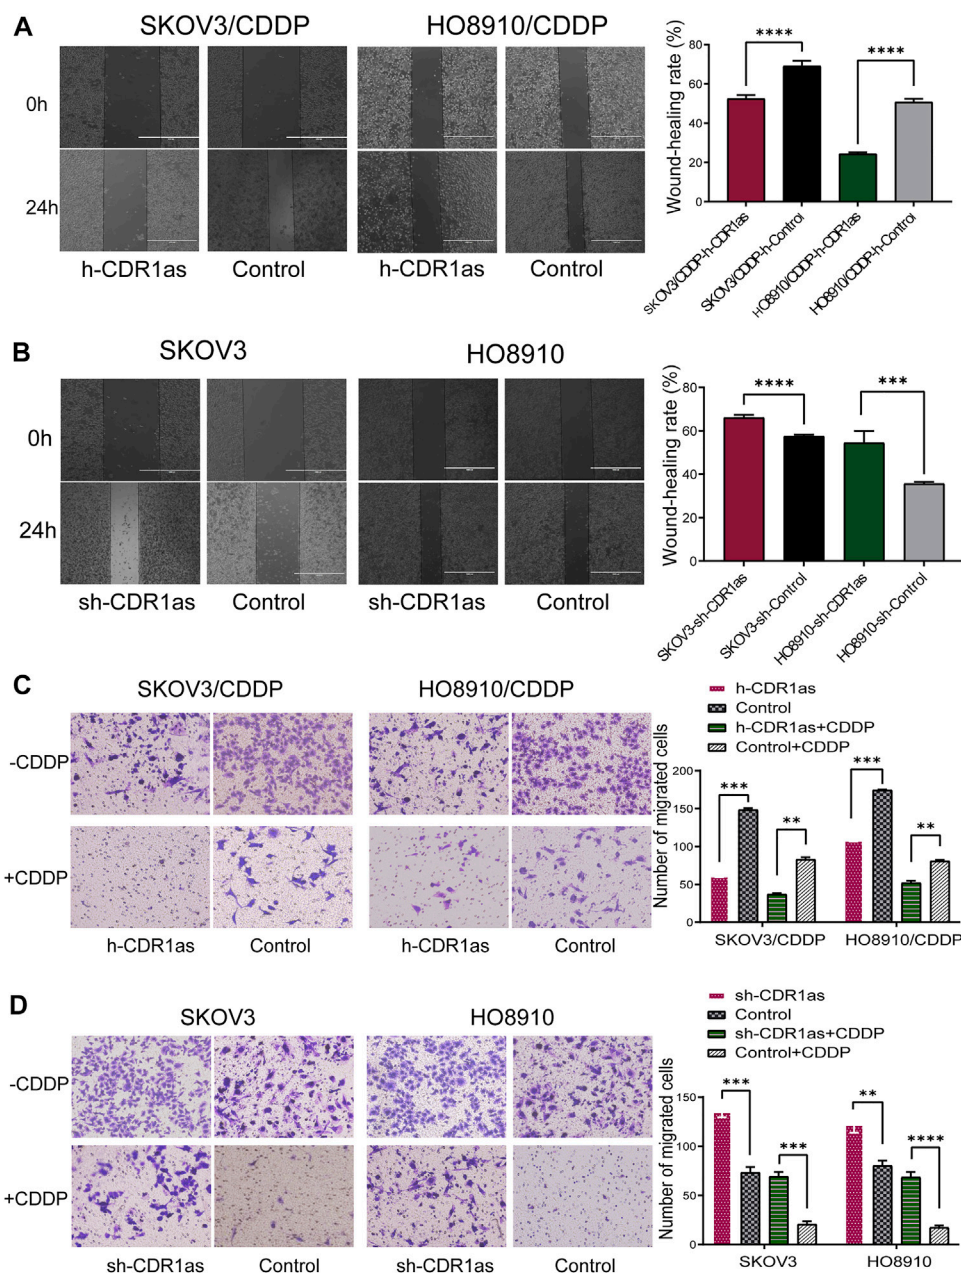 A
SKOV3/CDDP
HO8910/CDDP
0h
24h
h-CDR1as
Control
h-CDR1as
Control
Wound-healing rate (%)
80
60
40
20
0
****
****
SKOV3/CDDP-h-CDR1as
SKOV3/CDDP-h-Control
HO8910/CDDP-h-CDR1as
HO8910/CDDP-h-Control
B
SKOV3
HO8910
0h
24h
sh-CDR1as
Control
sh-CDR1as
Control
Wound-healing rate (%)
80
60
40
20
0
****
***
SKOV3-sh-CDR1as
SKOV3-sh-Control
HO8910-sh-CDR1as
HO8910-sh-Control
C
SKOV3/CDDP
HO8910/CDDP
-CDDP
+CDDP
h-CDR1as
Control
h-CDR1as
Control
h-CDR1as
Control
h-CDR1as+CDDP
Control+CDDP
Number of migrated cells
200
150
100
50
0
***
**
***
**
SKOV3/CDDP
HO8910/CDDP
D
SKOV3
HO8910
-CDDP
+CDDP
sh-CDR1as
Control
sh-CDR1as
Control
sh-CDR1as
Control
sh-CDR1as+CDDP
Control+CDDP
Number of migrated cells
150
100
50
0
***
***
**
****
SKOV3
HO8910